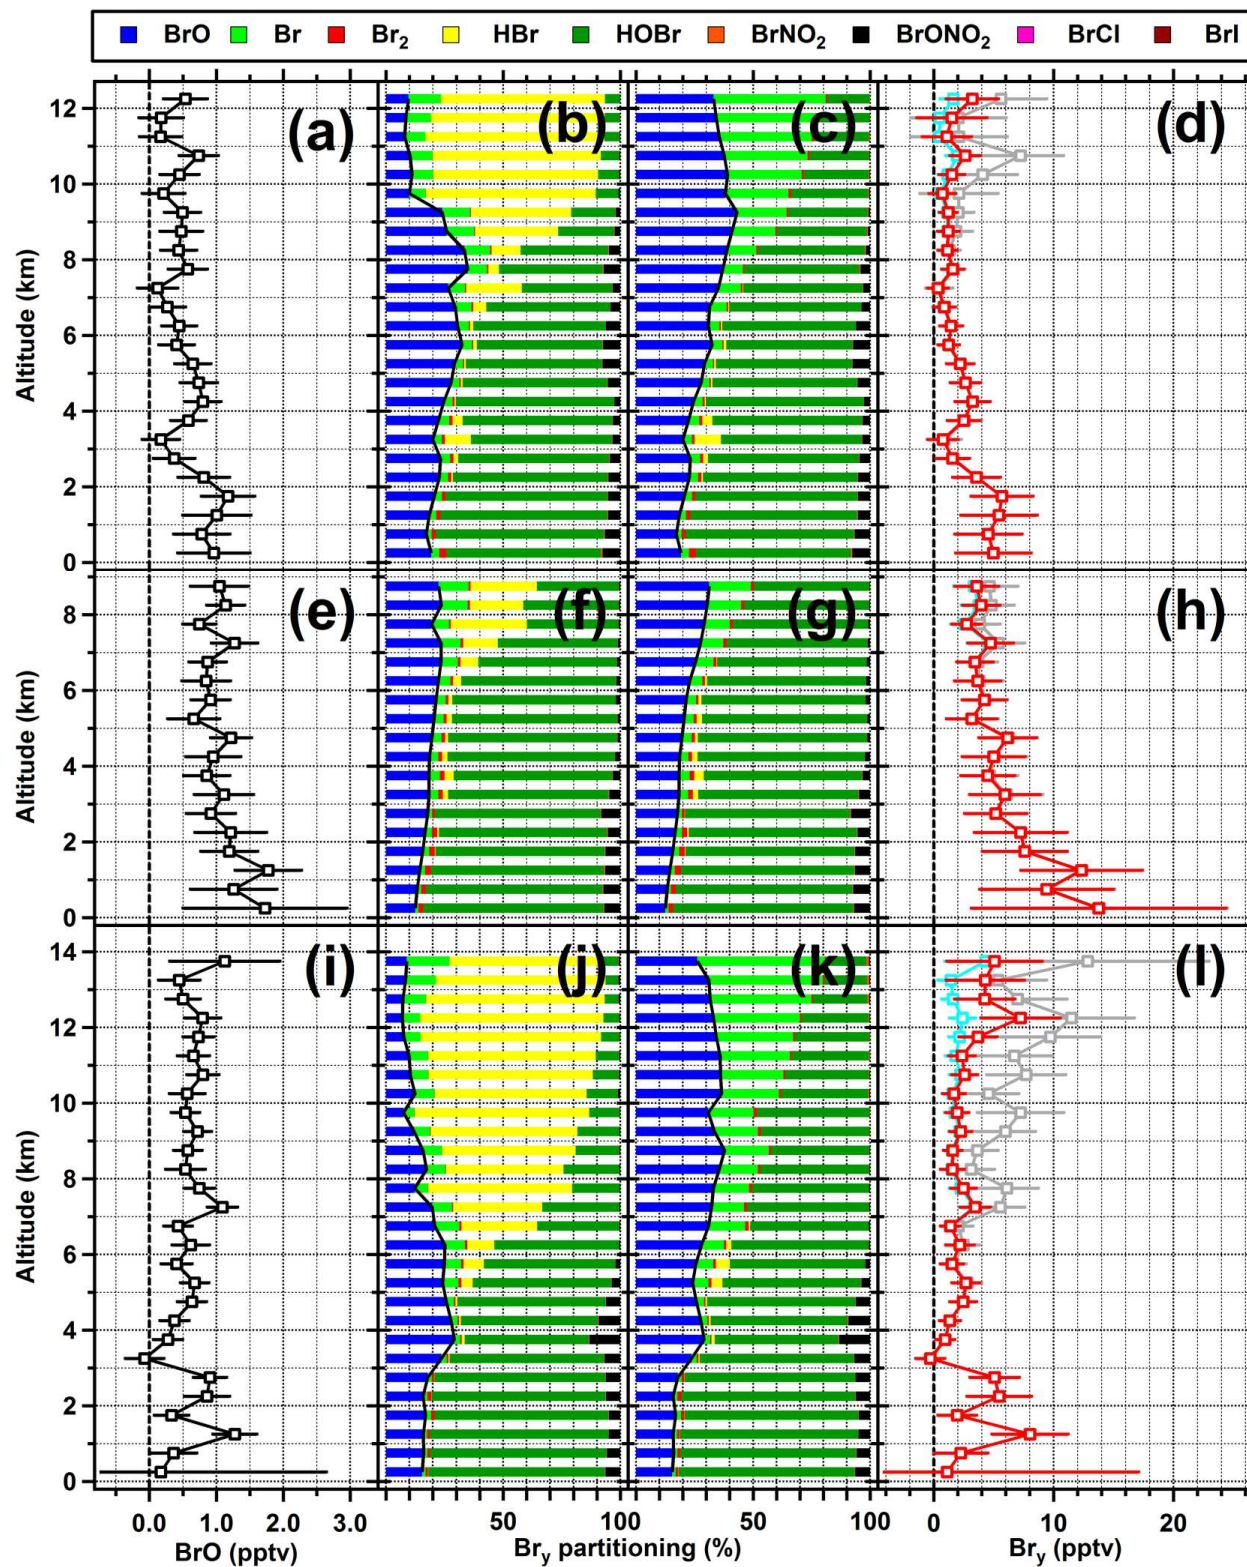 BrO Br Br₂ HBr HOBr BrNO₂ BrONO₂ BrCl BrI
12
10
8
6
4
2
0
Altitude (km)
(a) (b) (c) (d)
8
6
4
2
0
Altitude (km)
(e) (f) (g) (h)
14
12
10
8
6
4
2
0
Altitude (km)
(i) (j) (k) (l)
0.0 1.0 2.0 3.0 50 100 50 100 0 10 20
BrO (pptv) Brᵧ partitioning (%) Brᵧ (pptv)